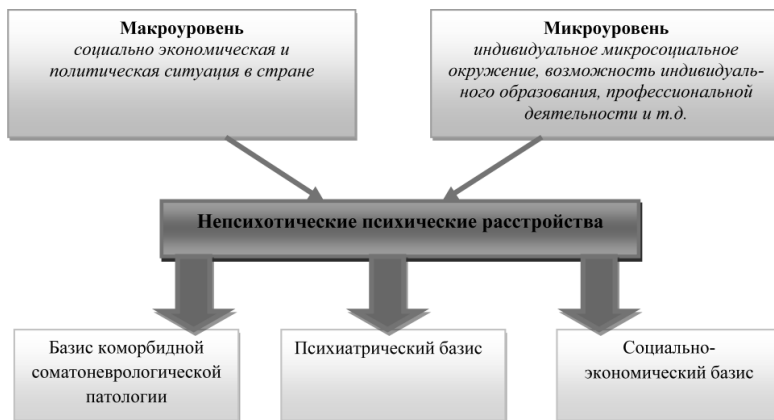 Макроуровень
социально экономическая и
политическая ситуация в стране
Микроуровень
индивидуальное микросоциальное
окружение, возможность индивидуаль-
ного образования, профессиональной
деятельности и т.д.
Непсихотические психические расстройства
Базис коморбидной
соматоневрологической
патологии
Психиатрический базис
Социально-
экономический базис